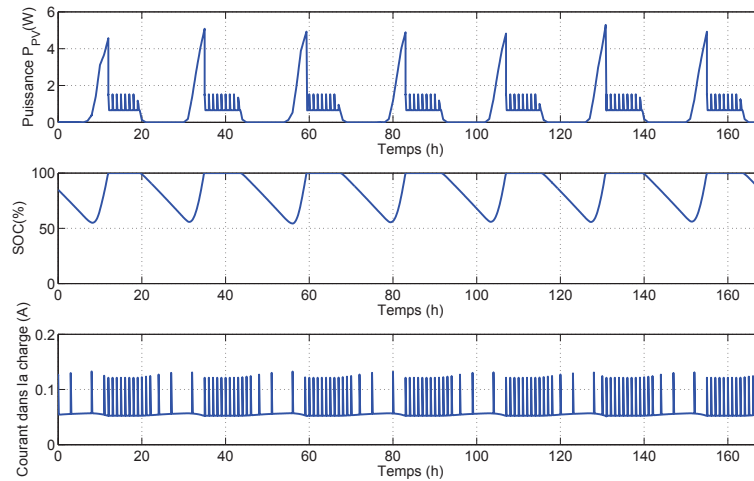 Puissance P_PV(W)
6
4
2
0
0 20 40 60 80 100 120 140 160
Temps (h)
SOC(%)
100
50
0
0 20 40 60 80 100 120 140 160
Temps (h)
Courant dans la charge (A)
0.2
0.1
0
0 20 40 60 80 100 120 140 160
Temps (h)